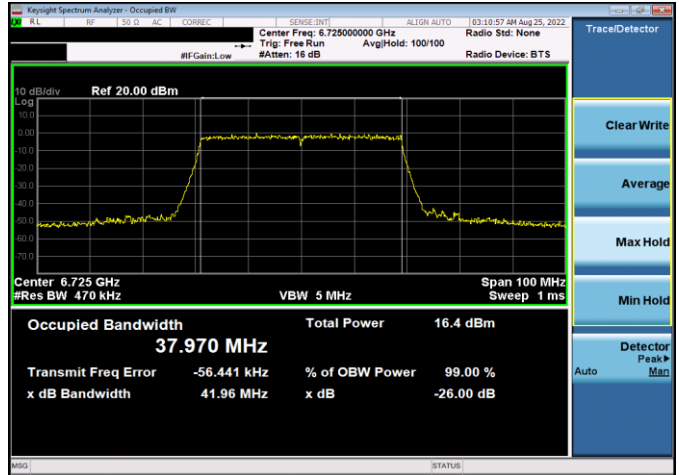 Keysight Spectrum Analyzer - Occupied BW
RL RF 50 Ω AC CORREC SENSE:INT ALIGN AUTO 03:10:57 AM Aug 25, 2022
Center Freq: 6.725000000 GHz Radio Std: None
Trig: Free Run Avg|Hold: 100/100
#IFGain:Low #Atten: 16 dB Radio Device: BTS
10 dB/div Ref 20.00 dBm
Log
10.0
0.00
-10.0
-20.0
-30.0
-40.0
-50.0
-60.0
-70.0
Center 6.725 GHz Span 100 MHz
#Res BW 470 kHz VBW 5 MHz Sweep 1 ms
Occupied Bandwidth Total Power 16.4 dBm
37.970 MHz
Transmit Freq Error -56.441 kHz % of OBW Power 99.00 %
x dB Bandwidth 41.96 MHz x dB -26.00 dB
MSG STATUS
Trace/Detector
Clear Write
Average
Max Hold
Min Hold
Detector
Peak▶
Auto Man